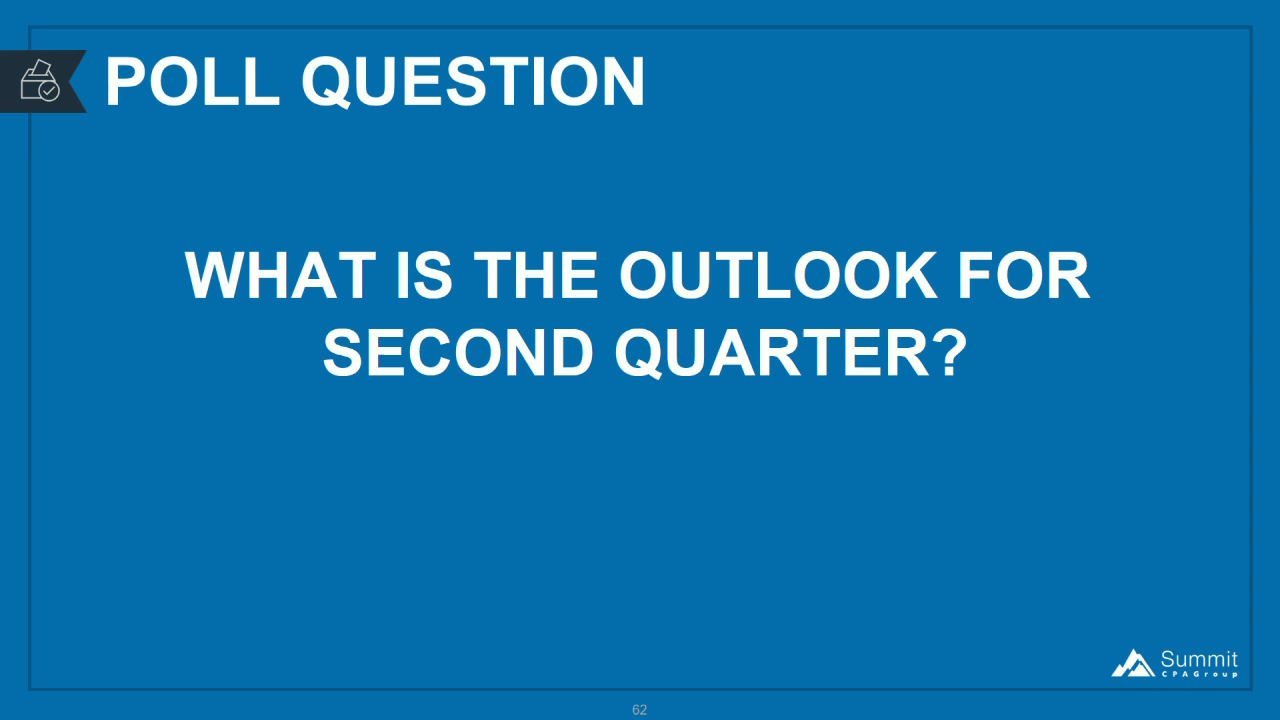 POLL QUESTION
WHAT IS THE OUTLOOK FOR
SECOND QUARTER?
Summit
CPAGroup
62